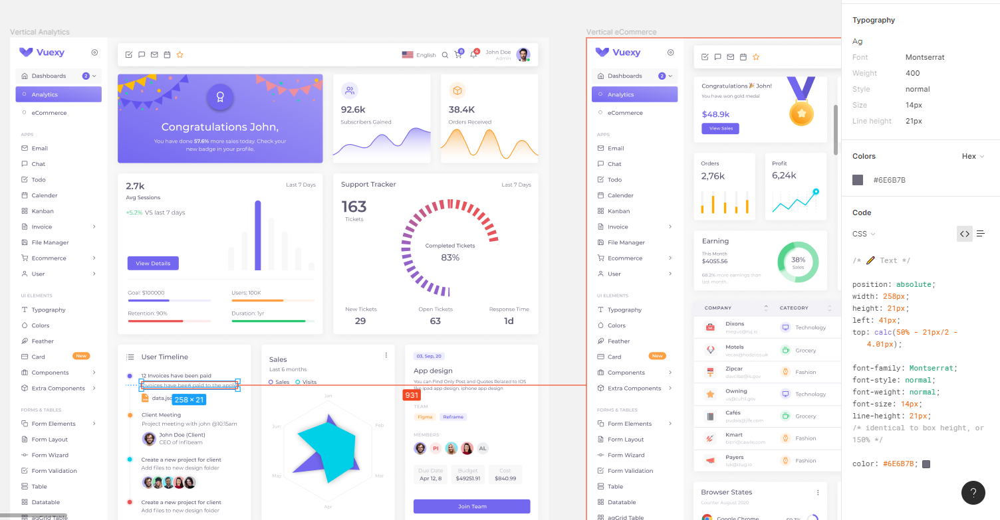 Vertical Analytics
Vuexy
Dashboards
2
Analytics
eCommerce
APPS
Email
Chat
Todo
Calender
Kanban
Invoice
File Manager
Ecommerce
User
UI ELEMENTS
Typography
Colors
Feather
Card
New
Components
Extra Components
FORMS & TABLES
Form Elements
Form Layout
Form Wizard
Form Validation
Table
Datatable
agGrid Table
English
8
4
John Doe
Admin
Congratulations John,
You have done 57.6% more sales today. Check your
new badge in your profile.
92.6k
Subscribers Gained
38.4K
Orders Received
2.7k
Last 7 Days
Avg Sessions
+5.2% VS last 7 days
View Details
Goal: $100000
Users: 100K
Retention: 90%
Duration: 1yr
Support Tracker
Last 7 Days
163
Tickets
Completed Tickets
83%
New Tickets
Open Tickets
Response Time
29
63
1d
User Timeline
12 Invoices have been paid
Invoices have been paid to the
258 × 21
Client Meeting
Project meeting with john @10:15am
John Doe (Client)
CEO of Infibeam
Create a new project for client
Add files to new design folder
Create a new project for client
Add files to new design folder
Sales
Last 6 months
Sales
Visits
Jan
Jun
Feb
May
Mar
Apr
03, Sep, 20
App design
You can Find Only Post and Quotes Related to IOS
like ipad app design, iphone app design
931
TEAM
Figma
Reframe
MEMBERS
PI
AL
Due Date
Budget
Cost
Apr 12, 8
$49251.91
$840.99
Join Team
Vertical eCommerce
Vuexy
Dashboards
2
Analytics
eCommerce
APPS
Email
Chat
Todo
Calender
Kanban
Invoice
File Manager
Ecommerce
User
UI ELEMENTS
Typography
Colors
Feather
Card
New
Components
Extra Components
FORMS & TABLES
Form Elements
Form Layout
Form Wizard
Form Validation
Table
Datatable
agGrid Table
Congratulations 🎉 John!
You have won gold medal
$48.9k
View Sales
Orders
2,76k
Profit
6,24k
Earning
This Month
$4055.56
68.2% more earnings than
last month.
38%
Sales
COMPANY
CATEGORY
Dixons
meguc@ruj.io
Technology
Motels
vecav@hodzi.co.uk
Grocery
Zipcar
davcilse@is.gov
Fashion
Owning
us@cuhil.gov
Technology
Cafés
pudais@jife.com
Grocery
Kmart
bipri@cawiw.com
Fashion
Payers
luk@izug.io
Fashion
Browser States
Counter August 2020
Google Chrome
Typography
Ag
Font
Montserrat
Weight
400
Style
normal
Size
14px
Line height
21px
Colors
Hex
#6E6B7B
Code
CSS
/* 🖍 Text */
position: absolute;
width: 258px;
height: 21px;
left: 41px;
top: calc(50% - 21px/2 -
4.01px);
font-family: Montserrat;
font-style: normal;
font-weight: normal;
font-size: 14px;
line-height: 21px;
/* identical to box height, or
150% */
color: #6E6B7B;
?